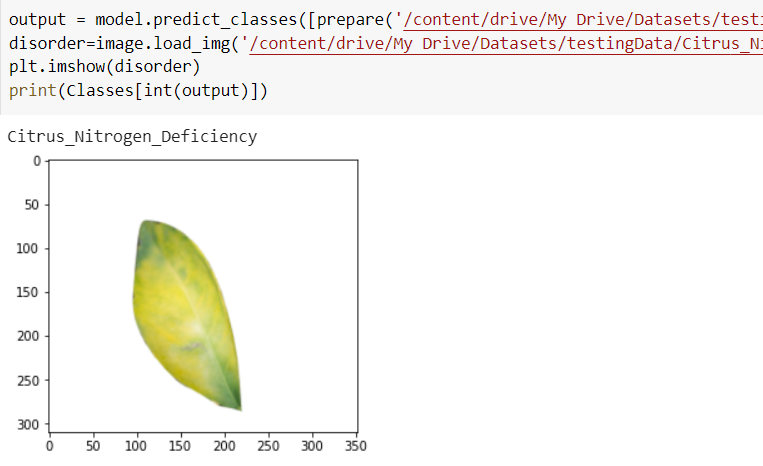 output = model.predict_classes([prepare('/content/drive/My Drive/Datasets/testi
disorder=image.load_img('/content/drive/My Drive/Datasets/testingData/Citrus_Ni
plt.imshow(disorder)
print(Classes[int(output)])
Citrus_Nitrogen_Deficiency
0
50
100
150
200
250
300
0 50 100 150 200 250 300 350